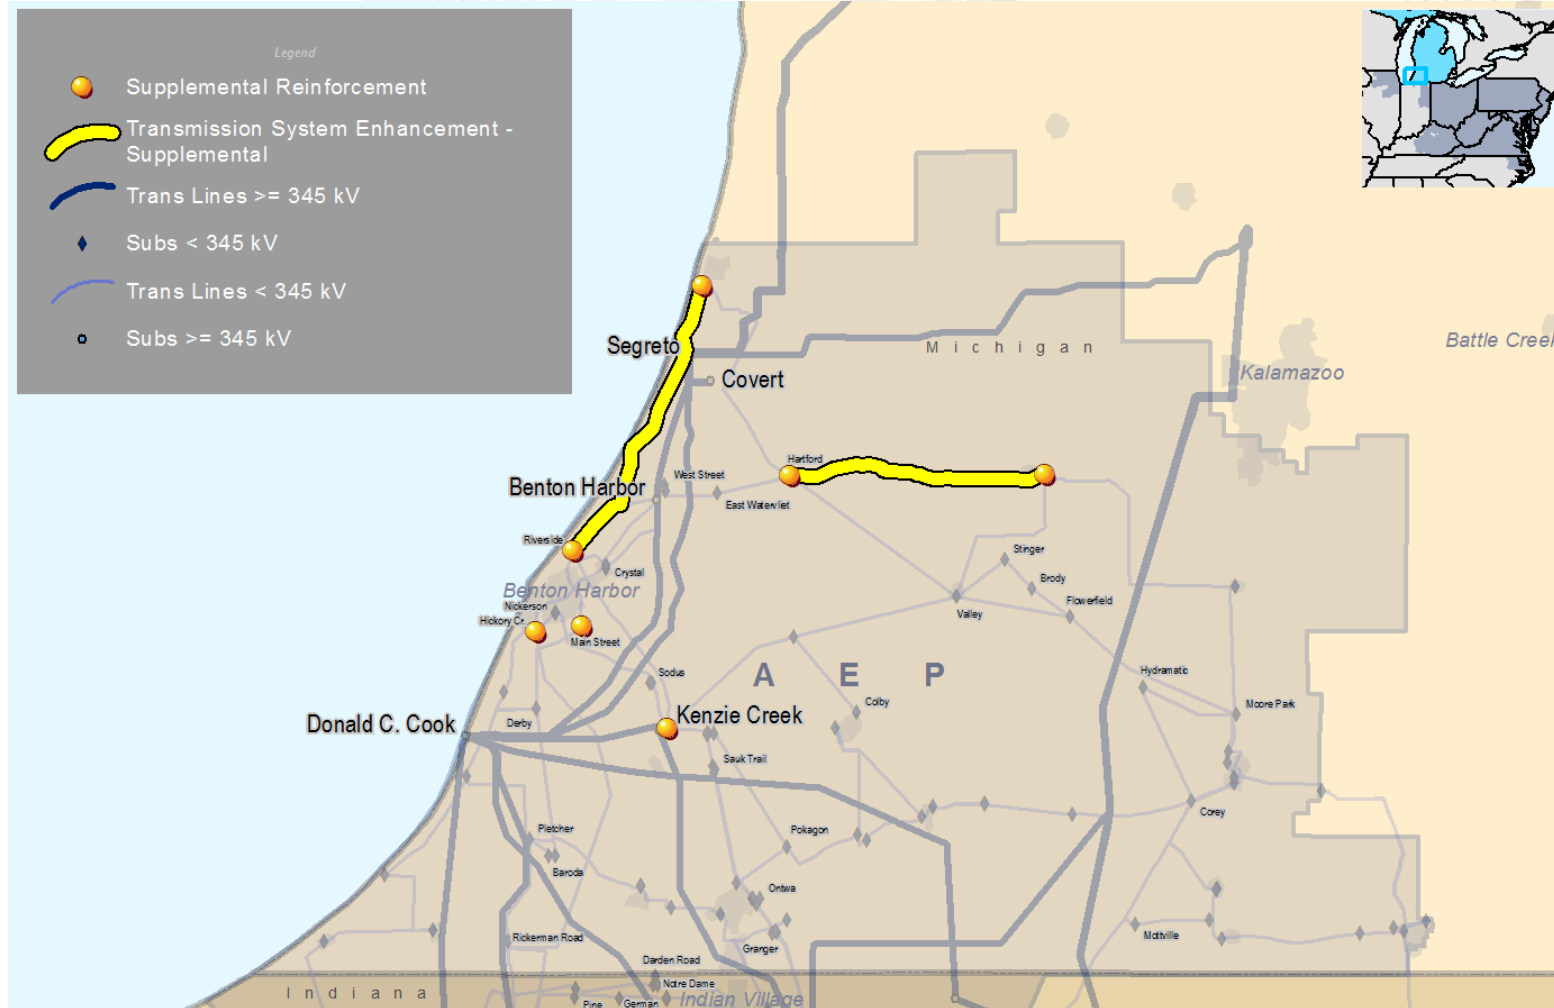 Legend
Supplemental Reinforcement
Transmission System Enhancement -
Supplemental
Trans Lines >= 345 kV
Subs < 345 kV
Trans Lines < 345 kV
Subs >= 345 kV
Segreto
Michigan
Battle Creek
Covert
Kalamazoo
Hartford
West Street
Benton Harbor
East Watervliet
Riverside
Stinger
Crystal
Brody
Benton Harbor
Flowerfield
Nickerson
Valley
Hickory Cr.
Main Street
Sodus
A E P
Hydramatic
Colby
Moore Park
Kenzie Creek
Donald C. Cook
Derby
Sauk Trail
Corey
Pletcher
Pokagon
Baroda
Ontwa
Rickerman Road
Granger
Mottville
Darden Road
Notre Dame
Indiana
Pine
German
Indian Village